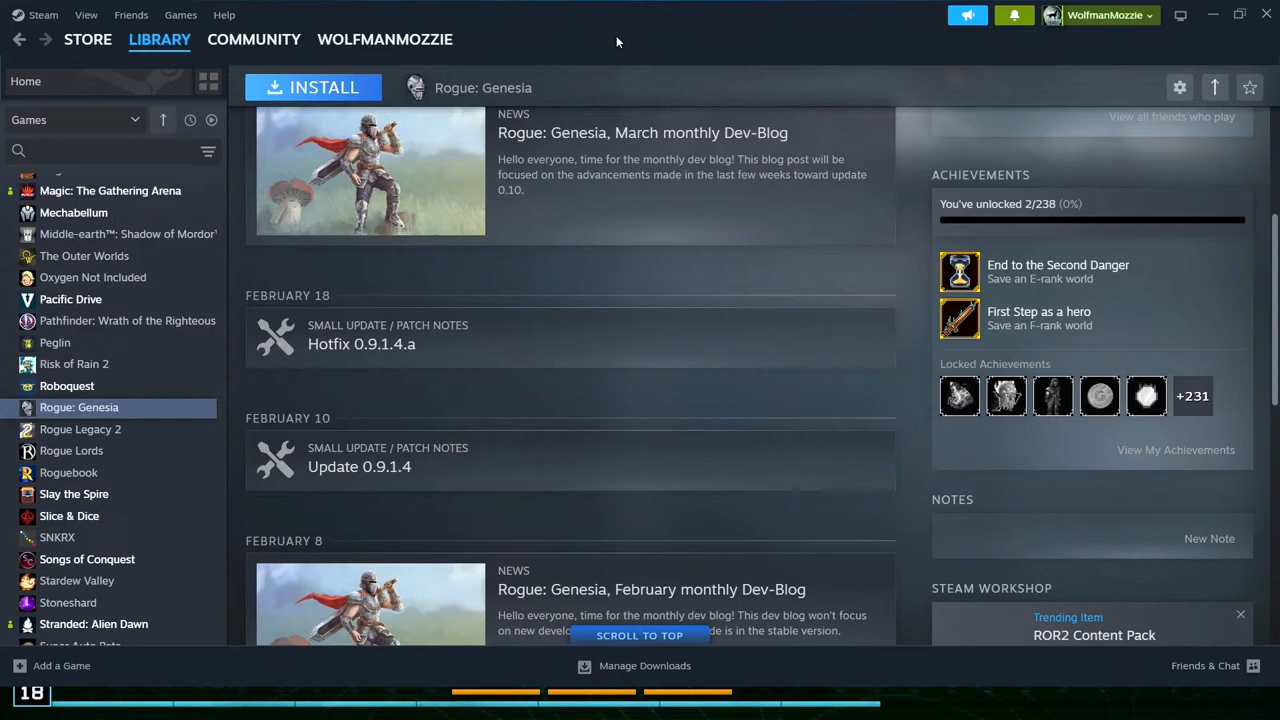 Steam View Friends Games Help
WolfmanMozzie
STORE LIBRARY COMMUNITY WOLFMANMOZZIE
Home
INSTALL
Rogue: Genesia
Games
Magic: The Gathering Arena
Mechabellum
Middle-earth™: Shadow of Mordor
The Outer Worlds
Oxygen Not Included
Pacific Drive
Pathfinder: Wrath of the Righteous
Peglin
Risk of Rain 2
Roboquest
Rogue: Genesia
Rogue Legacy 2
Rogue Lords
Roguebook
Slay the Spire
Slice & Dice
SNKRX
Songs of Conquest
Stardew Valley
Stoneshard
Stranded: Alien Dawn
NEWS
Rogue: Genesia, March monthly Dev-Blog
Hello everyone, time for the monthly dev blog! This blog post will be
focused on the advancements made in the last few weeks toward update
0.10.
FEBRUARY 18
SMALL UPDATE / PATCH NOTES
Hotfix 0.9.1.4.a
FEBRUARY 10
SMALL UPDATE / PATCH NOTES
Update 0.9.1.4
FEBRUARY 8
NEWS
Rogue: Genesia, February monthly Dev-Blog
Hello everyone, time for the monthly dev blog! This dev blog won't focus
on new develo
de is in the stable version.
SCROLL TO TOP
View all friends who play
ACHIEVEMENTS
You've unlocked 2/238 (0%)
End to the Second Danger
Save an E-rank world
First Step as a hero
Save an F-rank world
Locked Achievements
+231
View My Achievements
NOTES
New Note
STEAM WORKSHOP
Trending Item
ROR2 Content Pack
Add a Game
Manage Downloads
Friends & Chat
18